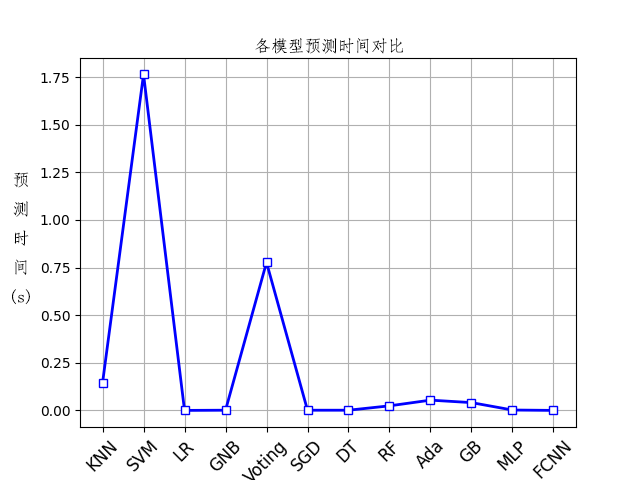 各模型预测时间对比
1.75
1.50
1.25
1.00
0.75
0.50
0.25
0.00
预
测
时
间
(s)
KNN
SVM
LR
GNB
Voting
SGD
DT
RF
Ada
GB
MLP
FCNN